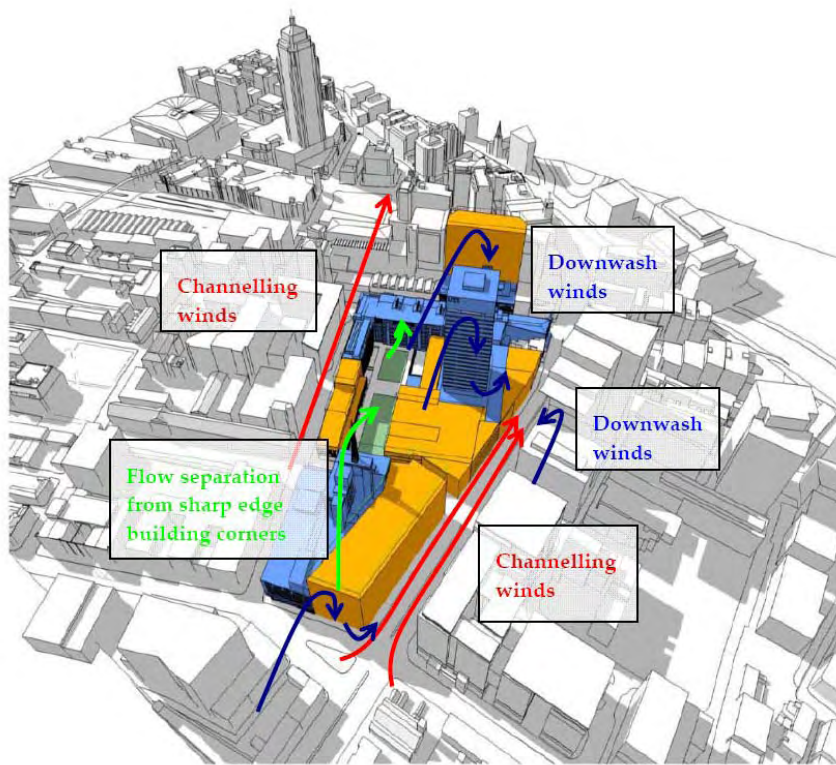 Channelling
winds
Downwash
winds
Downwash
winds
Flow separation
from sharp edge
building corners
Channelling
winds